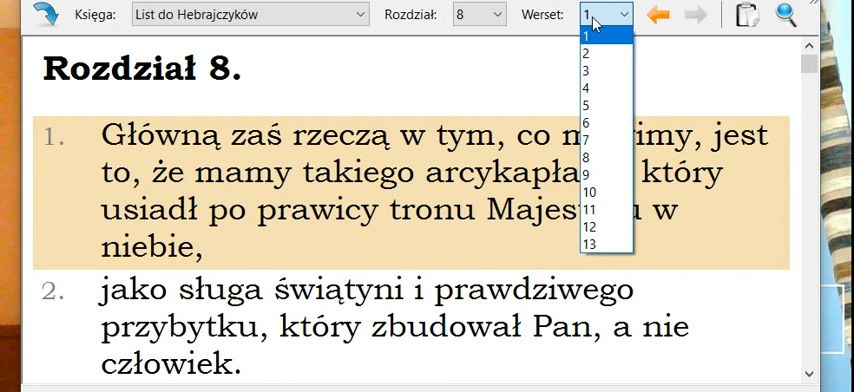 Księga: List do Hebrajczyków Rozdział: 8 Werset: 1
Rozdział 8.
1. Główną zaś rzeczą w tym, co jest
to, że mamy takiego który
usiadł po prawicy tronu w
niebie,
2. jako sługa świątyni i prawdziwego
przybytku, który zbudował Pan, a nie
człowiek.
1
2
3
4
5
6
7
8
9
10
11
12
13